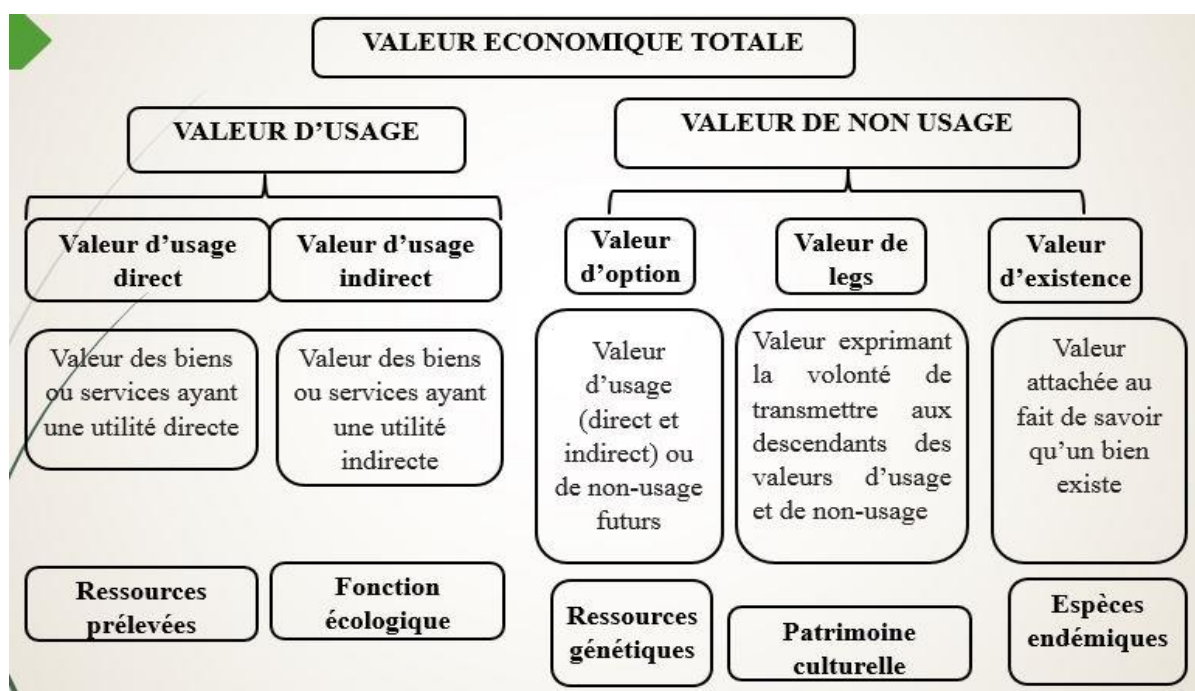 VALEUR ECONOMIQUE TOTALE
VALEUR D'USAGE
VALEUR DE NON USAGE
Valeur d'usage
direct
Valeur d'usage
indirect
Valeur
d'option
Valeur de
legs
Valeur
d'existence
Valeur des biens
ou services ayant
une utilité directe
Valeur des biens
ou services ayant
une utilité
indirecte
Valeur
d'usage
(direct et
indirect) ou
de non-usage
futurs
Valeur exprimant
la volonté de
transmettre aux
descendants des
valeurs d'usage
et de non-usage
Valeur
attachée au
fait de savoir
qu'un bien
existe
Ressources
prélevées
Fonction
écologique
Ressources
génétiques
Patrimoine
culturelle
Espèces
endémiques